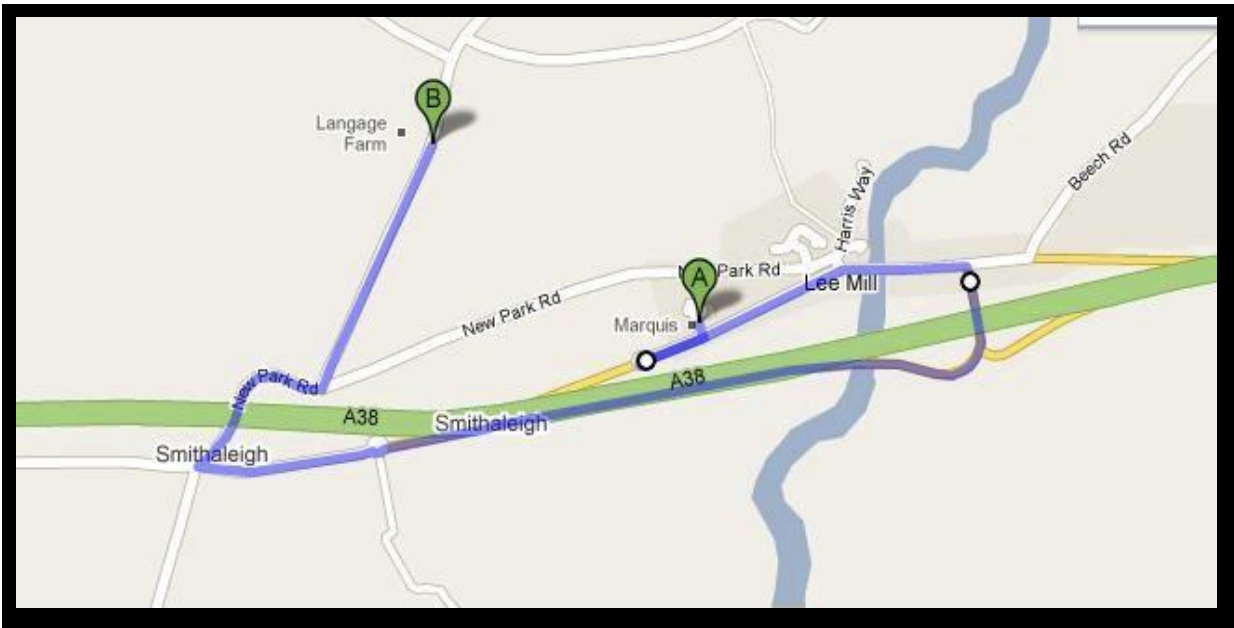 B
Langage
Farm
Beech Rd
Harris Way
A
N Park Rd
Lee Mill
New Park Rd
Marquis
A38
New Park Rd
A38
Smithaleigh
Smithaleigh